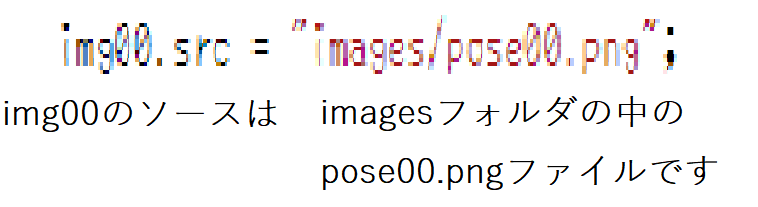 img00.src = "images/pose00.png";
img00のソースは　imagesフォルダの中の
pose00.pngファイルです